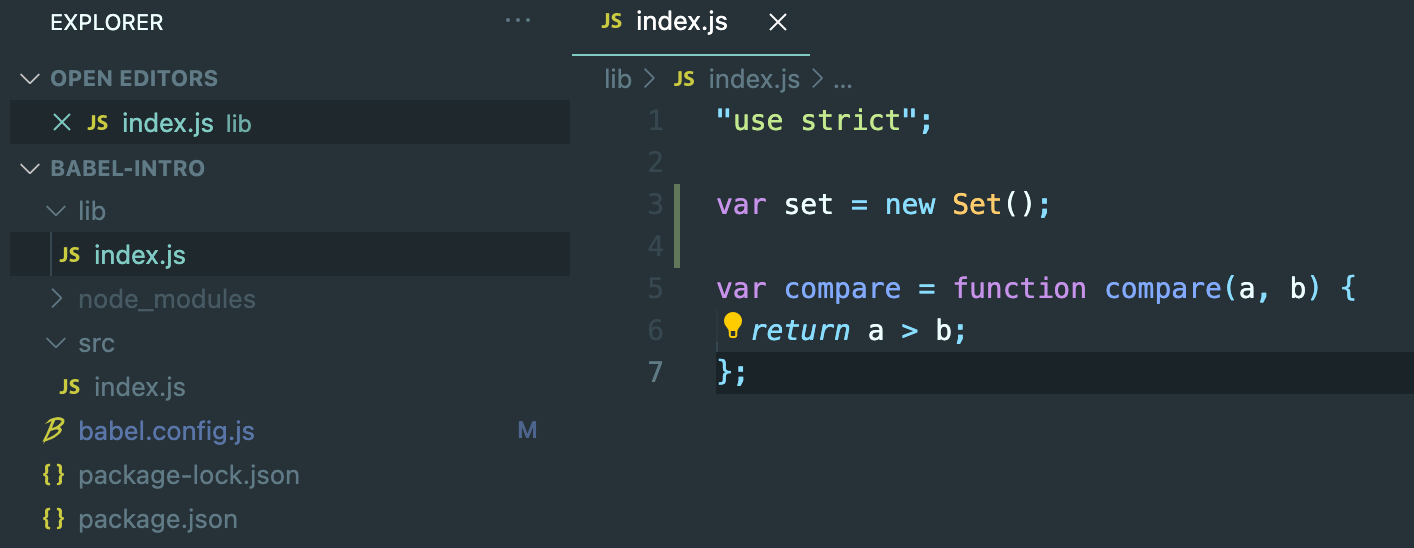 EXPLORER ...
OPEN EDITORS
JS index.js lib
BABEL-INTRO
lib
JS index.js
node_modules
src
JS index.js
babel.config.js M
{} package-lock.json
{} package.json
JS index.js
lib > JS index.js > ...
1 "use strict";
2
3 var set = new Set();
4
5 var compare = function compare(a, b) {
6 return a > b;
7 };